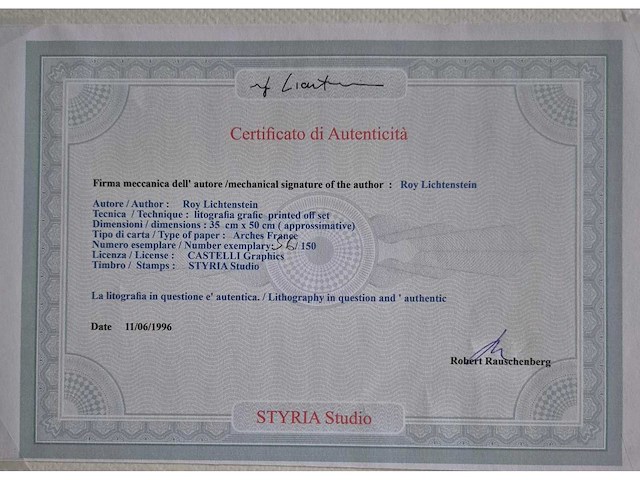 rf Lichtenstein
Certificato di Autenticità
Firma meccanica dell' autore /mechanical signature of the author : Roy Lichtenstein
Autore / Author : Roy Lichtenstein
Tecnica / Technique : litografia grafic printed off set
Dimensioni / dimensions : 35 cm x 50 cm ( approssimative)
Tipo di carta / Type of paper : Arches France
Numero esemplare / Number exemplary: 36/ 150
Licenza / License : CASTELLI Graphics
Timbro / Stamps : STYRIA Studio
La litografia in questione e' autentica. / Lithography in question and ' authentic
Date 11/06/1996
Robert Rauschenberg
STYRIA Studio